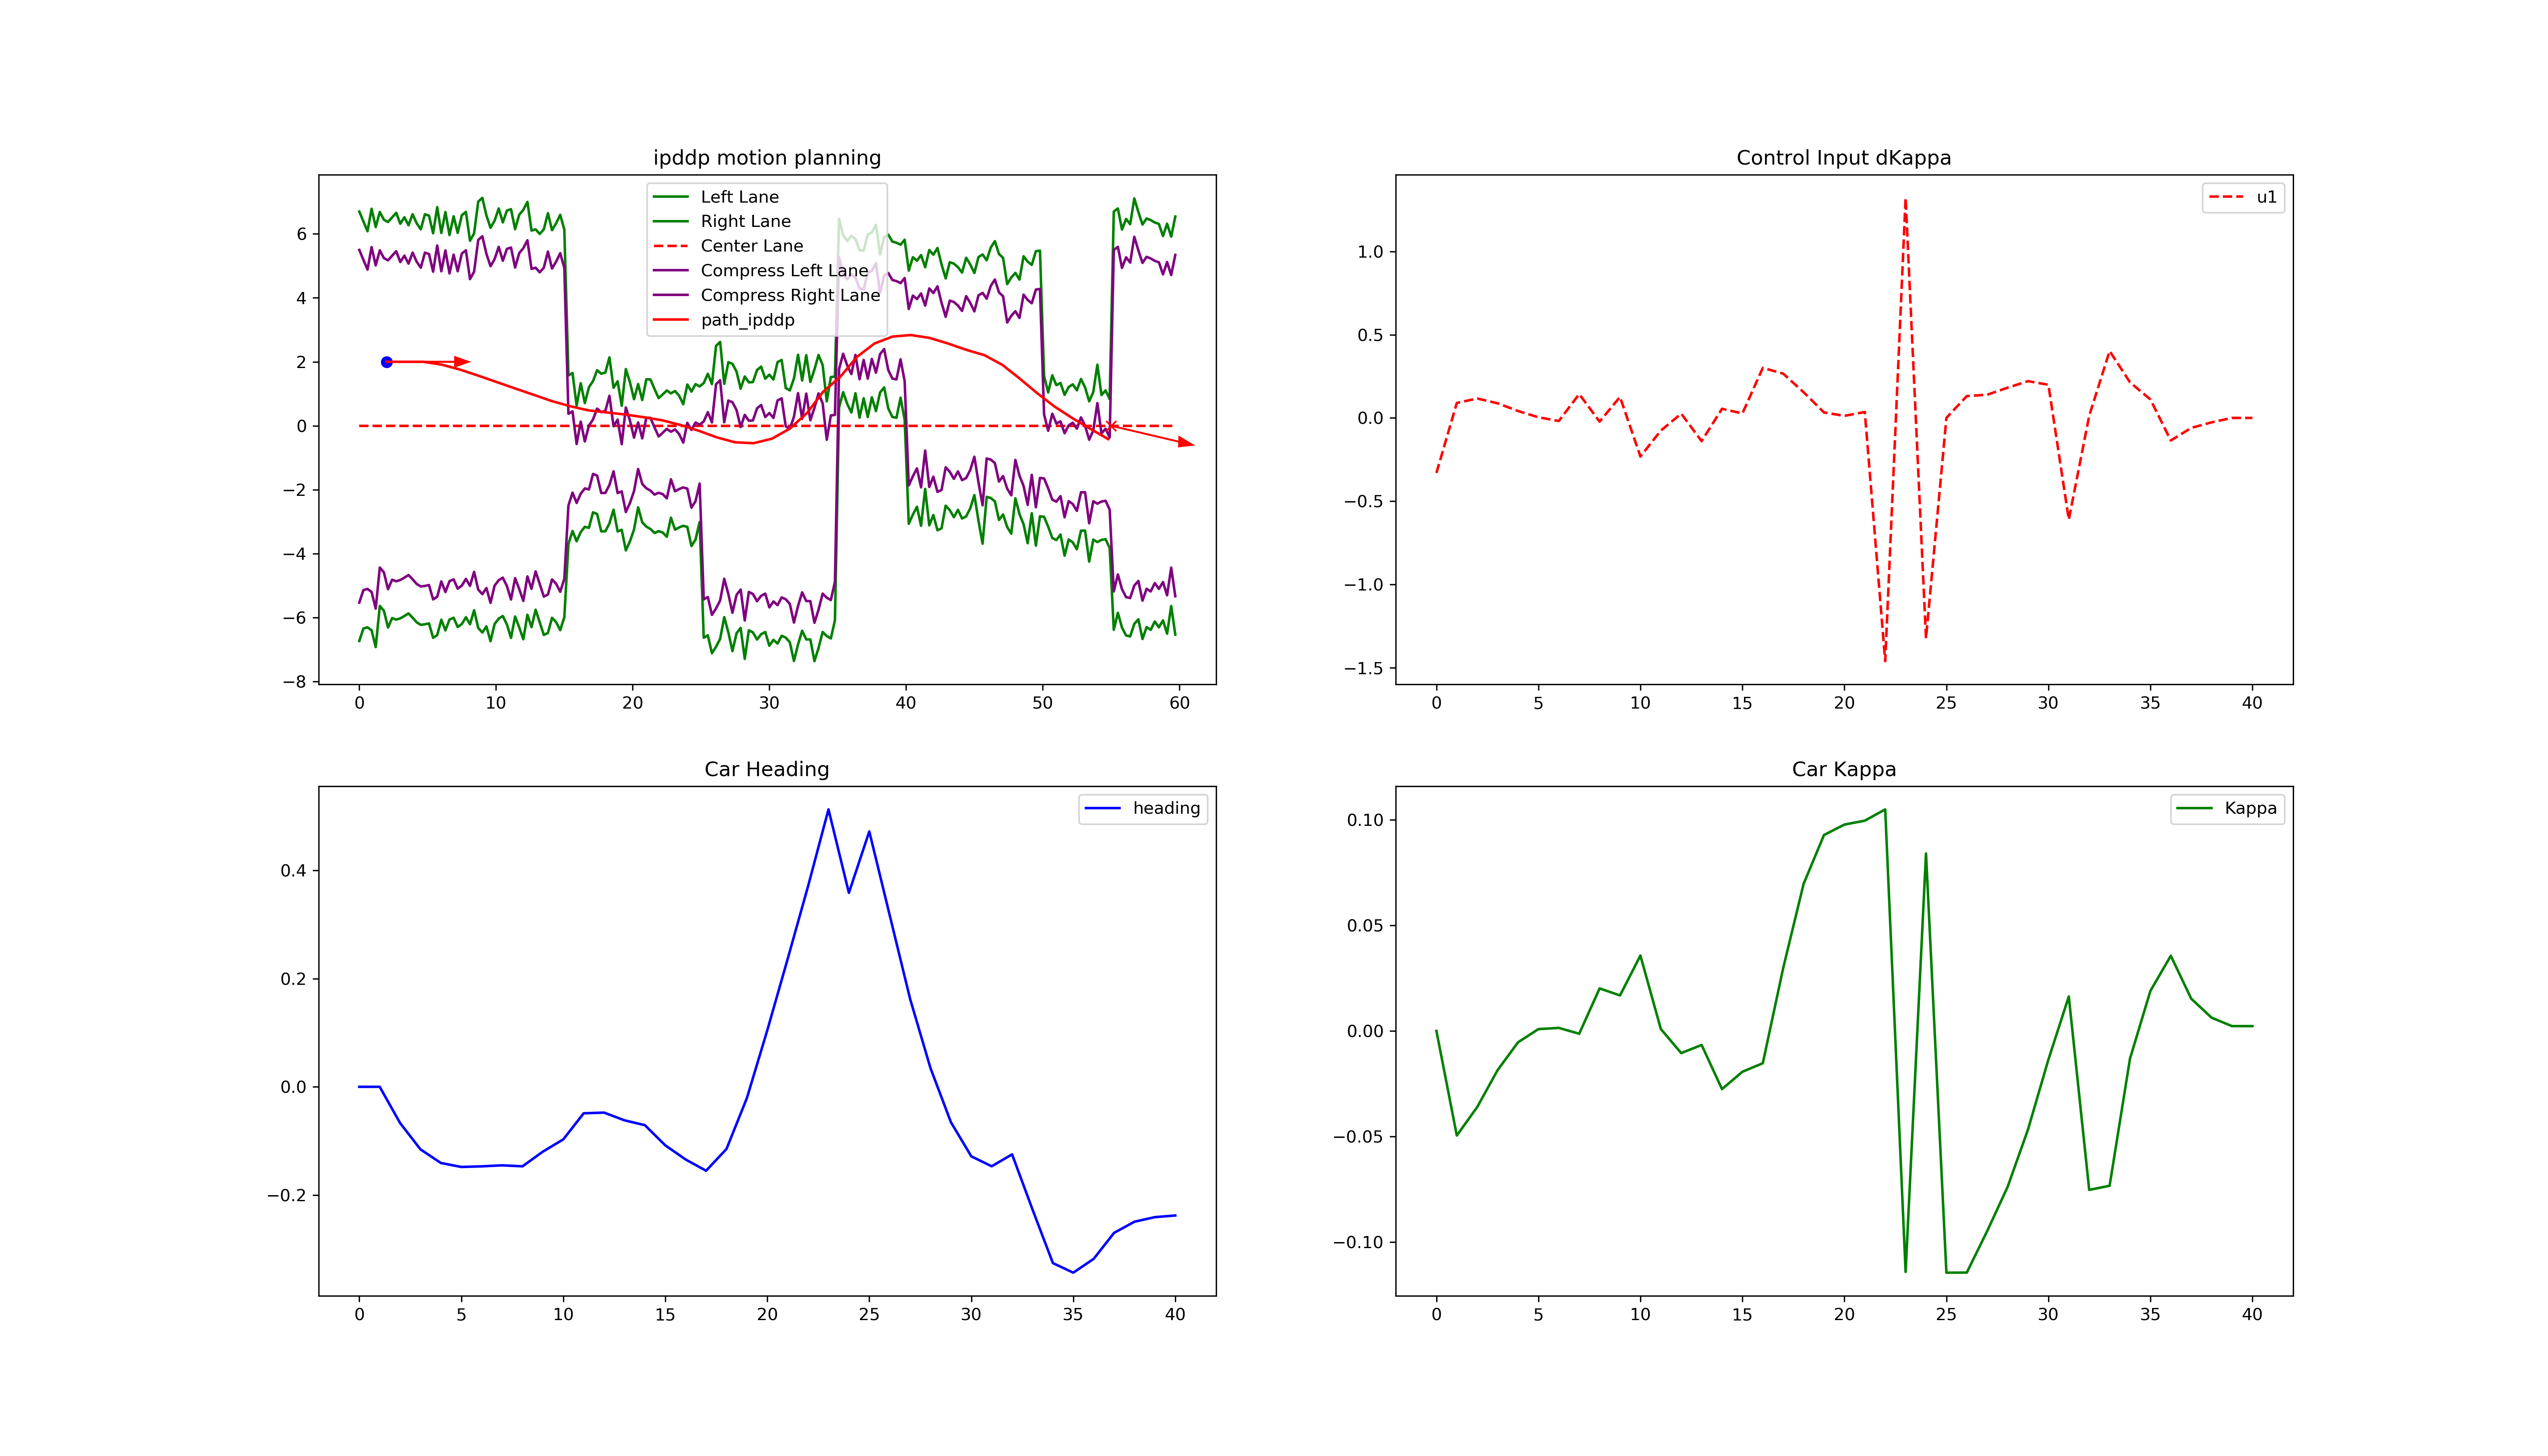 ipddp motion planning
Left Lane
Right Lane
Center Lane
Compress Left Lane
Compress Right Lane
path_ipddp
6
4
2
0
−2
−4
−6
−8
0 10 20 30 40 50 60
Control Input dKappa
u1
1.0
0.5
0.0
−0.5
−1.0
−1.5
0 5 10 15 20 25 30 35 40
Car Heading
heading
0.4
0.2
0.0
−0.2
0 5 10 15 20 25 30 35 40
Car Kappa
Kappa
0.10
0.05
0.00
−0.05
−0.10
0 5 10 15 20 25 30 35 40